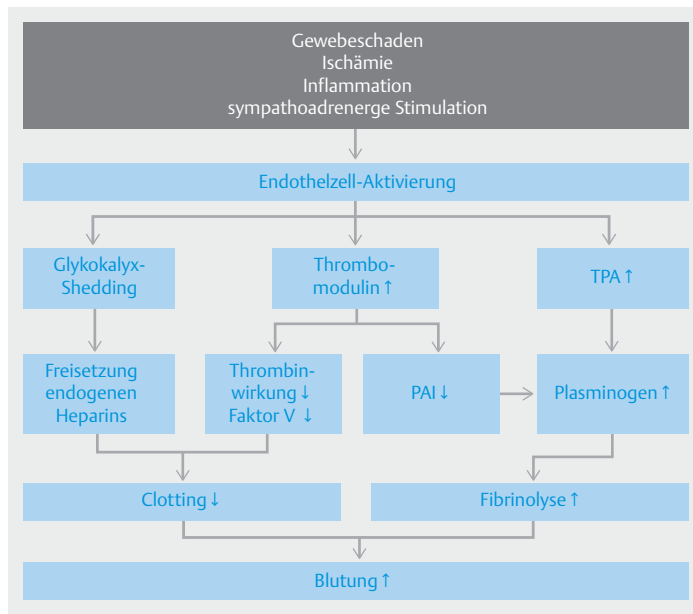 Gewebeschaden
Ischämie
Inflammation
sympathoadrenerge Stimulation
Endothelzell-Aktivierung
Glykokalyx-
Shedding
Thrombo-
modulin ↑
TPA ↑
Freisetzung
endogenen
Heparins
Thrombin-
wirkung ↓
Faktor V ↓
PAI ↓
Plasminogen ↑
Clotting ↓
Fibrinolyse ↑
Blutung ↑